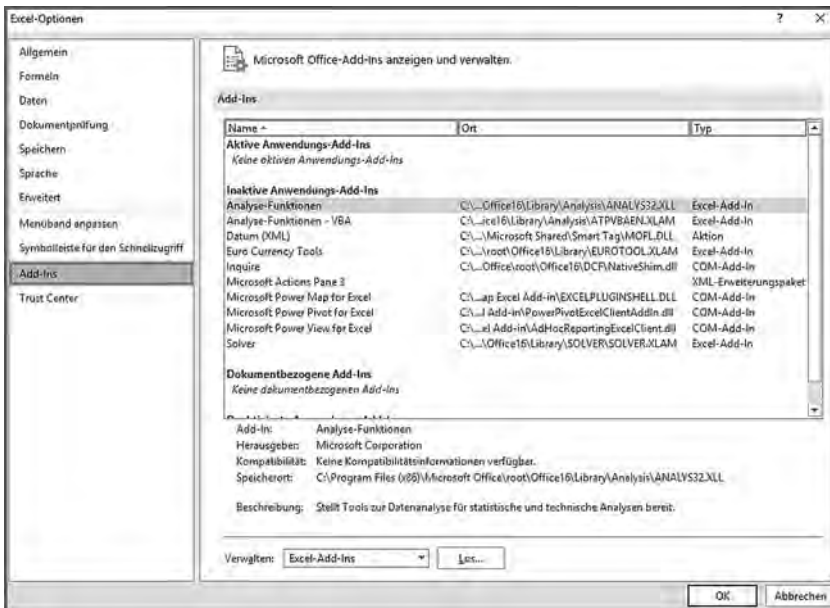 Excel-Optionen ? ×
Allgemein
Formeln
Daten
Dokumentprüfung
Speichern
Sprache
Erweitert
Menüband anpassen
Symbolleiste für den Schnellzugriff
Add-Ins
Trust Center
Microsoft Office-Add-Ins anzeigen und verwalten.
Add-Ins
Name Ort Typ
Aktive Anwendungs-Add-Ins
Keine aktiven Anwendungs-Add-Ins
Inaktive Anwendungs-Add-Ins
Analyse-Funktionen C:\...Office16\Library\Analysis\ANALYS32.XLL Excel-Add-In
Analyse-Funktionen - VBA C:\...ice16\Library\Analysis\ATPVBAEN.XLAM Excel-Add-In
Datum (XML) C:\...\Microsoft Shared\Smart Tag\MOFL.DLL Aktion
Euro Currency Tools C:\...\root\Office16\Library\EUROTOOL.XLAM Excel-Add-In
Inquire C:\...Office\root\Office16\DCF\NativeShim.dll COM-Add-In
Microsoft Actions Pane 3 XML-Erweiterungspaket
Microsoft Power Map for Excel C:\...ap Excel Add-in\EXCELPLUGINSHELL.DLL COM-Add-In
Microsoft Power Pivot for Excel C:\...l Add-in\PowerPivotExcelClientAddIn.dll COM-Add-In
Microsoft Power View for Excel C:\...el Add-in\AdHocReportingExcelClient.dll COM-Add-In
Solver C:\...\Office16\Library\SOLVER\SOLVER.XLAM Excel-Add-In
Dokumentbezogene Add-Ins
Keine dokumentbezogenen Add-Ins
Add-In: Analyse-Funktionen
Herausgeber: Microsoft Corporation
Kompatibilität: Keine Kompatibilitätsinformationen verfügbar.
Speicherort: C:\Program Files (x86)\Microsoft Office\root\Office16\Library\Analysis\ANALYS32.XLL
Beschreibung: Stellt Tools zur Datenanalyse für statistische und technische Analysen bereit.
Verwalten: Excel-Add-Ins Los...
OK Abbrechen